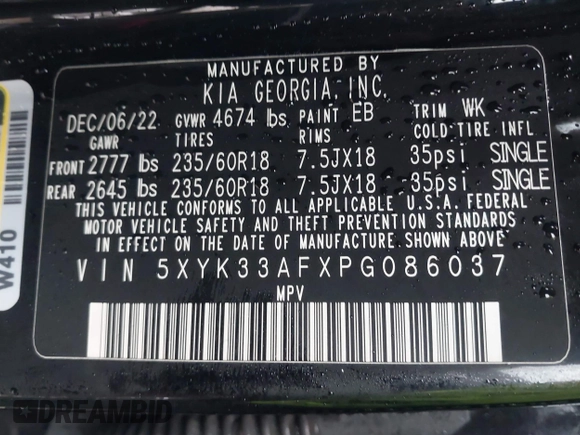 MANUFACTURED BY
KIA GEORGIA, INC.
DEC/06/22 GVWR 4674 lbs PAINT EB TRIM WK
GAWR TIRES RIMS COLD TIRE INFL
FRONT 2777 lbs 235/60R18 7.5JX18 35psi SINGLE
REAR 2645 lbs 235/60R18 7.5JX18 35psi SINGLE
THIS VEHICLE CONFORMS TO ALL APPLICABLE U.S.A. FEDERAL
MOTOR VEHICLE SAFETY AND THEFT PREVENTION STANDARDS
IN EFFECT ON THE DATE OF MANUFACTURE SHOWN ABOVE
VIN 5XYK33AFXPG086037
MPV
W410
DREAMBID